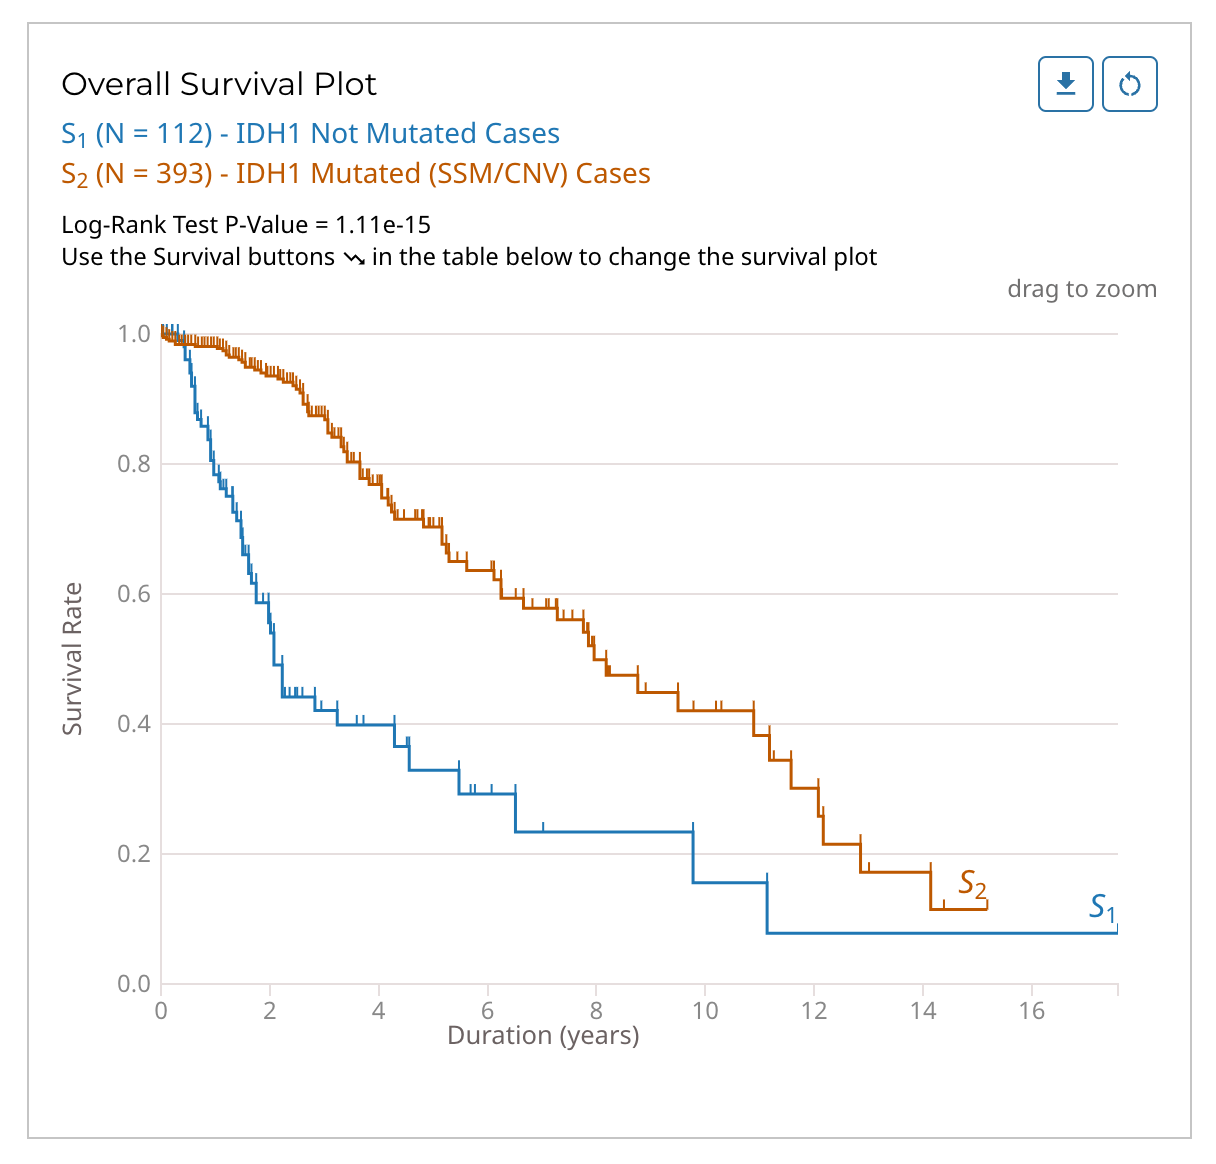 Overall Survival Plot
S₁ (N = 112) - IDH1 Not Mutated Cases
S₂ (N = 393) - IDH1 Mutated (SSM/CNV) Cases
Log-Rank Test P-Value = 1.11e-15
Use the Survival buttons in the table below to change the survival plot
drag to zoom
1.0
0.8
0.6
0.4
0.2
0.0
Survival Rate
S₂
S₁
0 2 4 6 8 10 12 14 16
Duration (years)